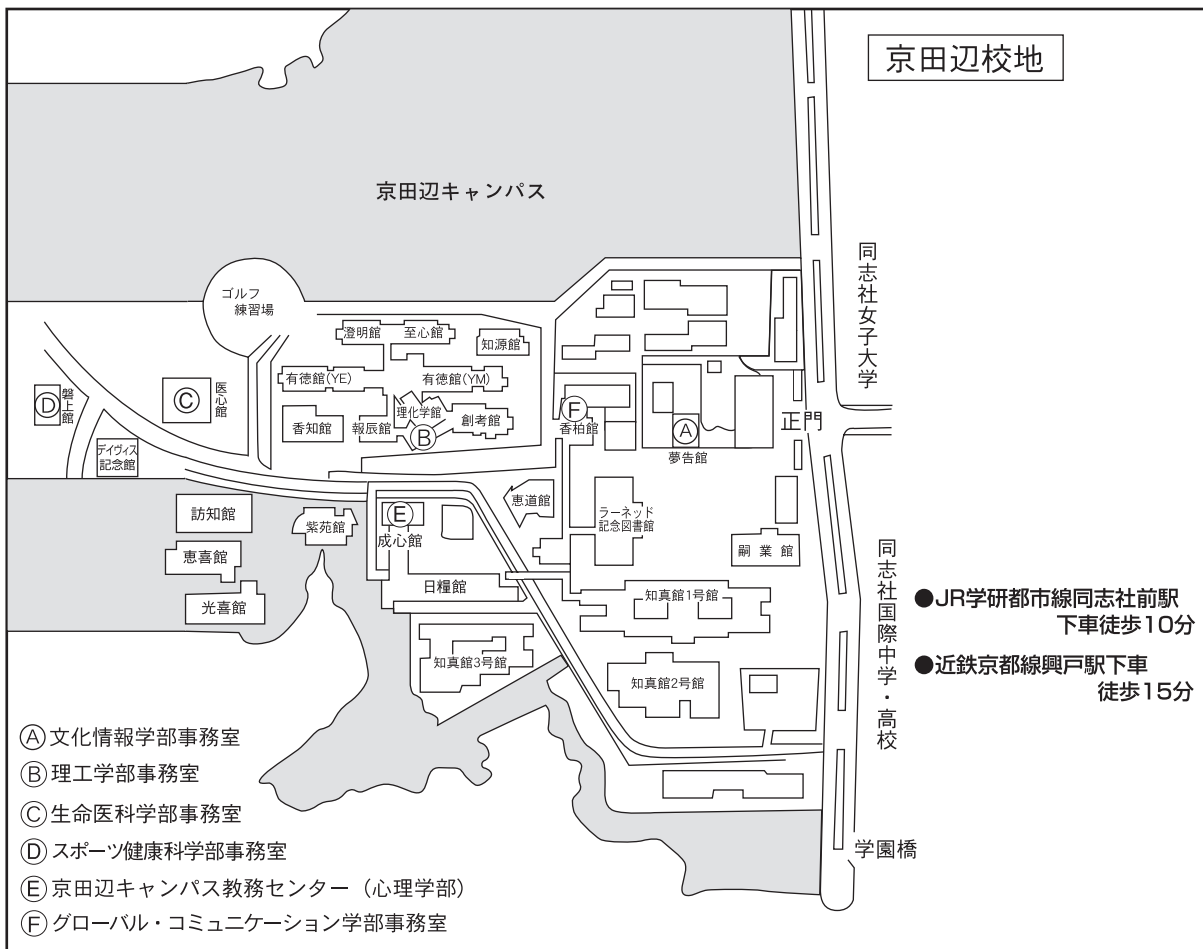 京田辺校地
京田辺キャンパス
同志社女子大学
ゴルフ
練習場
澄明館
至心館
知源館
有徳館(YE)
有徳館(YM)
理化学館
Ⓑ
創考館
香知館
報辰館
Ⓒ
医心館
Ⓓ
磐上館
デイヴィス
記念館
Ⓕ
香柏館
Ⓐ
夢告館
正門
訪知館
紫苑館
Ⓔ
成心館
恵道館
ラーネッド
記念図書館
嗣業館
恵喜館
光喜館
日糧館
知真館1号館
知真館3号館
知真館2号館
同志社国際中学・高校
学園橋
●JR学研都市線同志社前駅
下車徒歩10分
●近鉄京都線興戸駅下車
徒歩15分
Ⓐ文化情報学部事務室
Ⓑ理工学部事務室
Ⓒ生命医科学部事務室
Ⓓスポーツ健康科学部事務室
Ⓔ京田辺キャンパス教務センター（心理学部）
Ⓕグローバル・コミュニケーション学部事務室